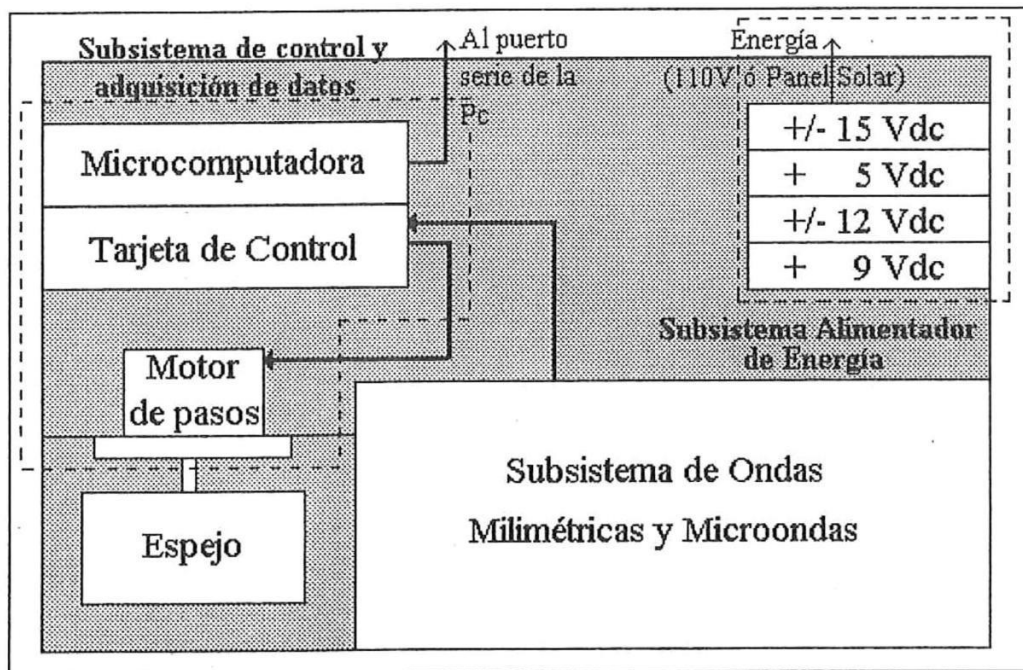 Subsistema de control y
adquisición de datos
Al puerto
serie de la
Pc
Energía
(110V ó Panel Solar)
Microcomputadora
Tarjeta de Control
+/- 15 Vdc
+ 5 Vdc
+/- 12 Vdc
+ 9 Vdc
Subsistema Alimentador
de Energía
Motor
de pasos
Espejo
Subsistema de Ondas
Milimétricas y Microondas